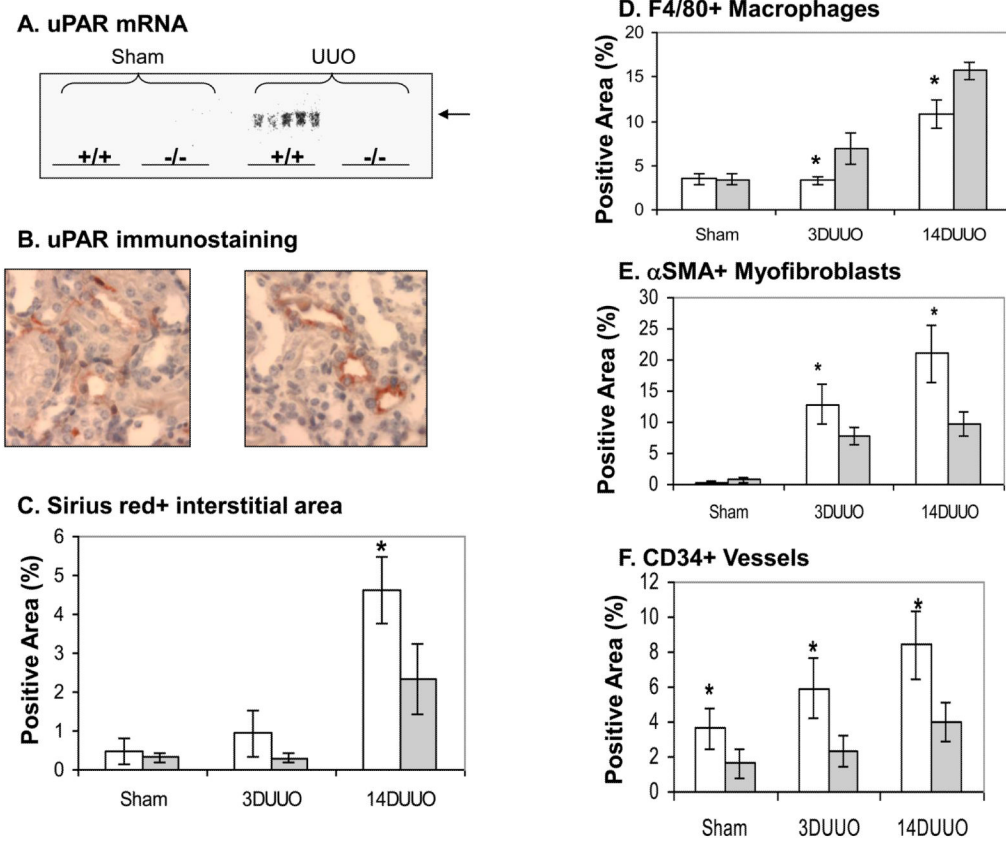 A. uPAR mRNA
Sham UUO
+/+ -/- +/+ -/-
B. uPAR immunostaining
C. Sirius red+ interstitial area
Positive Area (%)
6
5
4
3
2
1
0
*
Sham 3DUUO 14DUUO
D. F4/80+ Macrophages
Positive Area (%)
20
15
10
5
0
* *
Sham 3DUUO 14DUUO
E. αSMA+ Myofibroblasts
Positive Area (%)
30
25
20
15
10
5
0
* *
Sham 3DUUO 14DUUO
F. CD34+ Vessels
Positive Area (%)
12
10
8
6
4
2
0
* * *
Sham 3DUUO 14DUUO